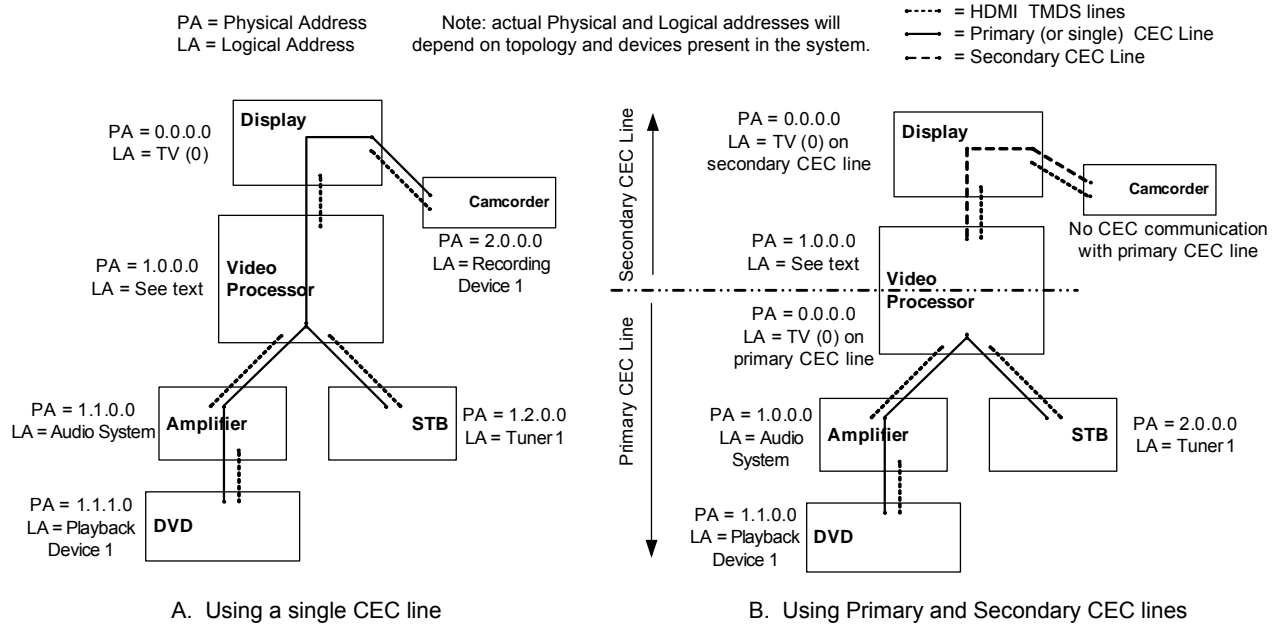 PA = Physical Address
LA = Logical Address
Note: actual Physical and Logical addresses will
depend on topology and devices present in the system.
= HDMI TMDS lines
= Primary (or single) CEC Line
= Secondary CEC Line
Display
PA = 0.0.0.0
LA = TV (0)
Camcorder
PA = 2.0.0.0
LA = Recording
Device 1
PA = 1.0.0.0
LA = See text
Video
Processor
PA = 1.1.0.0
LA = Audio System
Amplifier
STB
PA = 1.2.0.0
LA = Tuner 1
PA = 1.1.1.0
LA = Playback
Device 1
DVD
A. Using a single CEC line
Secondary CEC Line
Primary CEC Line
PA = 0.0.0.0
LA = TV (0) on
secondary CEC line
Display
Camcorder
No CEC communication
with primary CEC line
PA = 1.0.0.0
LA = See text
Video
Processor
PA = 0.0.0.0
LA = TV (0) on
primary CEC line
PA = 1.0.0.0
LA = Audio
System
Amplifier
STB
PA = 2.0.0.0
LA = Tuner 1
PA = 1.1.0.0
LA = Playback
Device 1
DVD
B. Using Primary and Secondary CEC lines